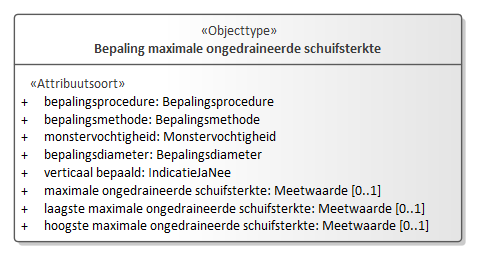 «Objecttype»
Bepaling maximale ongedraineerde schuifsterkte
«Attribuutsoort»
+ bepalingsprocedure: Bepalingsprocedure
+ bepalingsmethode: Bepalingsmethode
+ monstervochtigheid: Monstervochtigheid
+ bepalingsdiameter: Bepalingsdiameter
+ verticaal bepaald: IndicatieJaNee
+ maximale ongedraineerde schuifsterkte: Meetwaarde [0..1]
+ laagste maximale ongedraineerde schuifsterkte: Meetwaarde [0..1]
+ hoogste maximale ongedraineerde schuifsterkte: Meetwaarde [0..1]